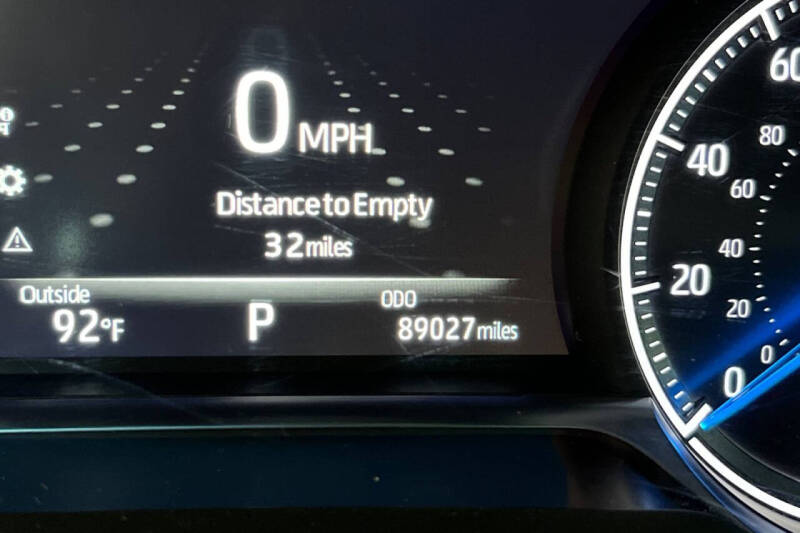 0 MPH
Distance to Empty
32 miles
Outside
92°F
P
ODO
89027 miles
60
40
20
0
80
60
40
20
0